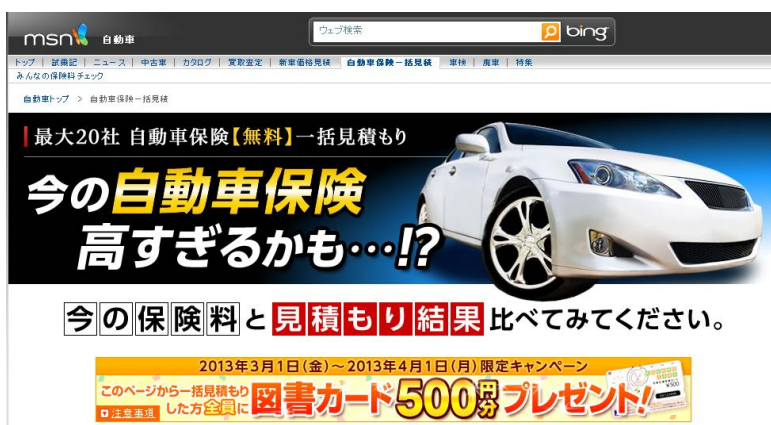 msn 自動車
ウェブ検索 bing
トップ | 試乗記 | ニュース | 中古車 | カタログ | 買取査定 | 新車価格見積 | 自動車保険一括見積 | 車検 | 廃車 | 特集
みんなの保険料チェック
自動車トップ > 自動車保険一括見積
最大20社 自動車保険【無料】一括見積もり
今の自動車保険
高すぎるかも…!?
今の保険料と見積もり結果比べてみてください。
2013年3月1日(金)~2013年4月1日(月)限定キャンペーン
このページから一括見積もり
した方全員に
注意事項
図書カード500円分プレゼント!
¥500